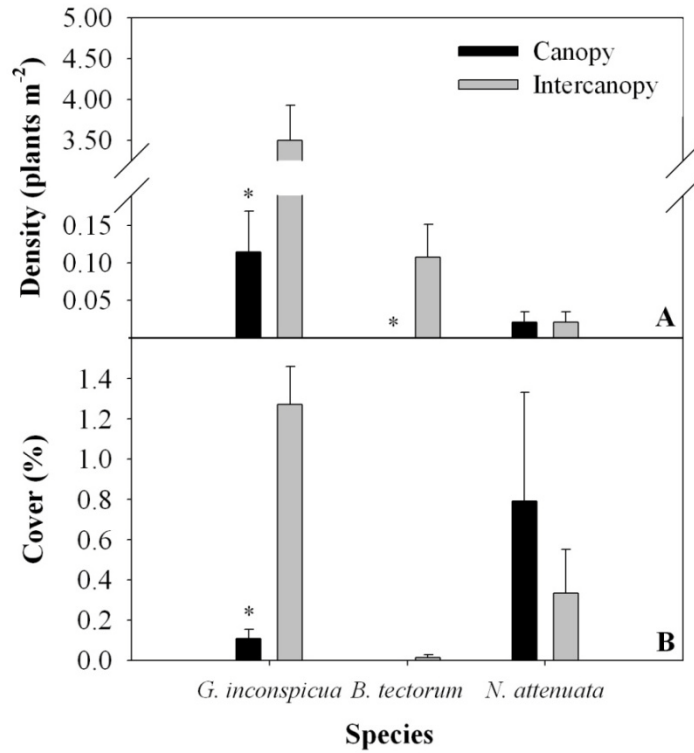 Density (plants m⁻²)
5.00
4.50
4.00
3.50
0.15
0.10
0.05
Canopy
Intercanopy
*
*
A
Cover (%)
1.4
1.2
1.0
0.8
0.6
0.4
0.2
0.0
*
B
G. inconspicua B. tectorum N. attenuata
Species